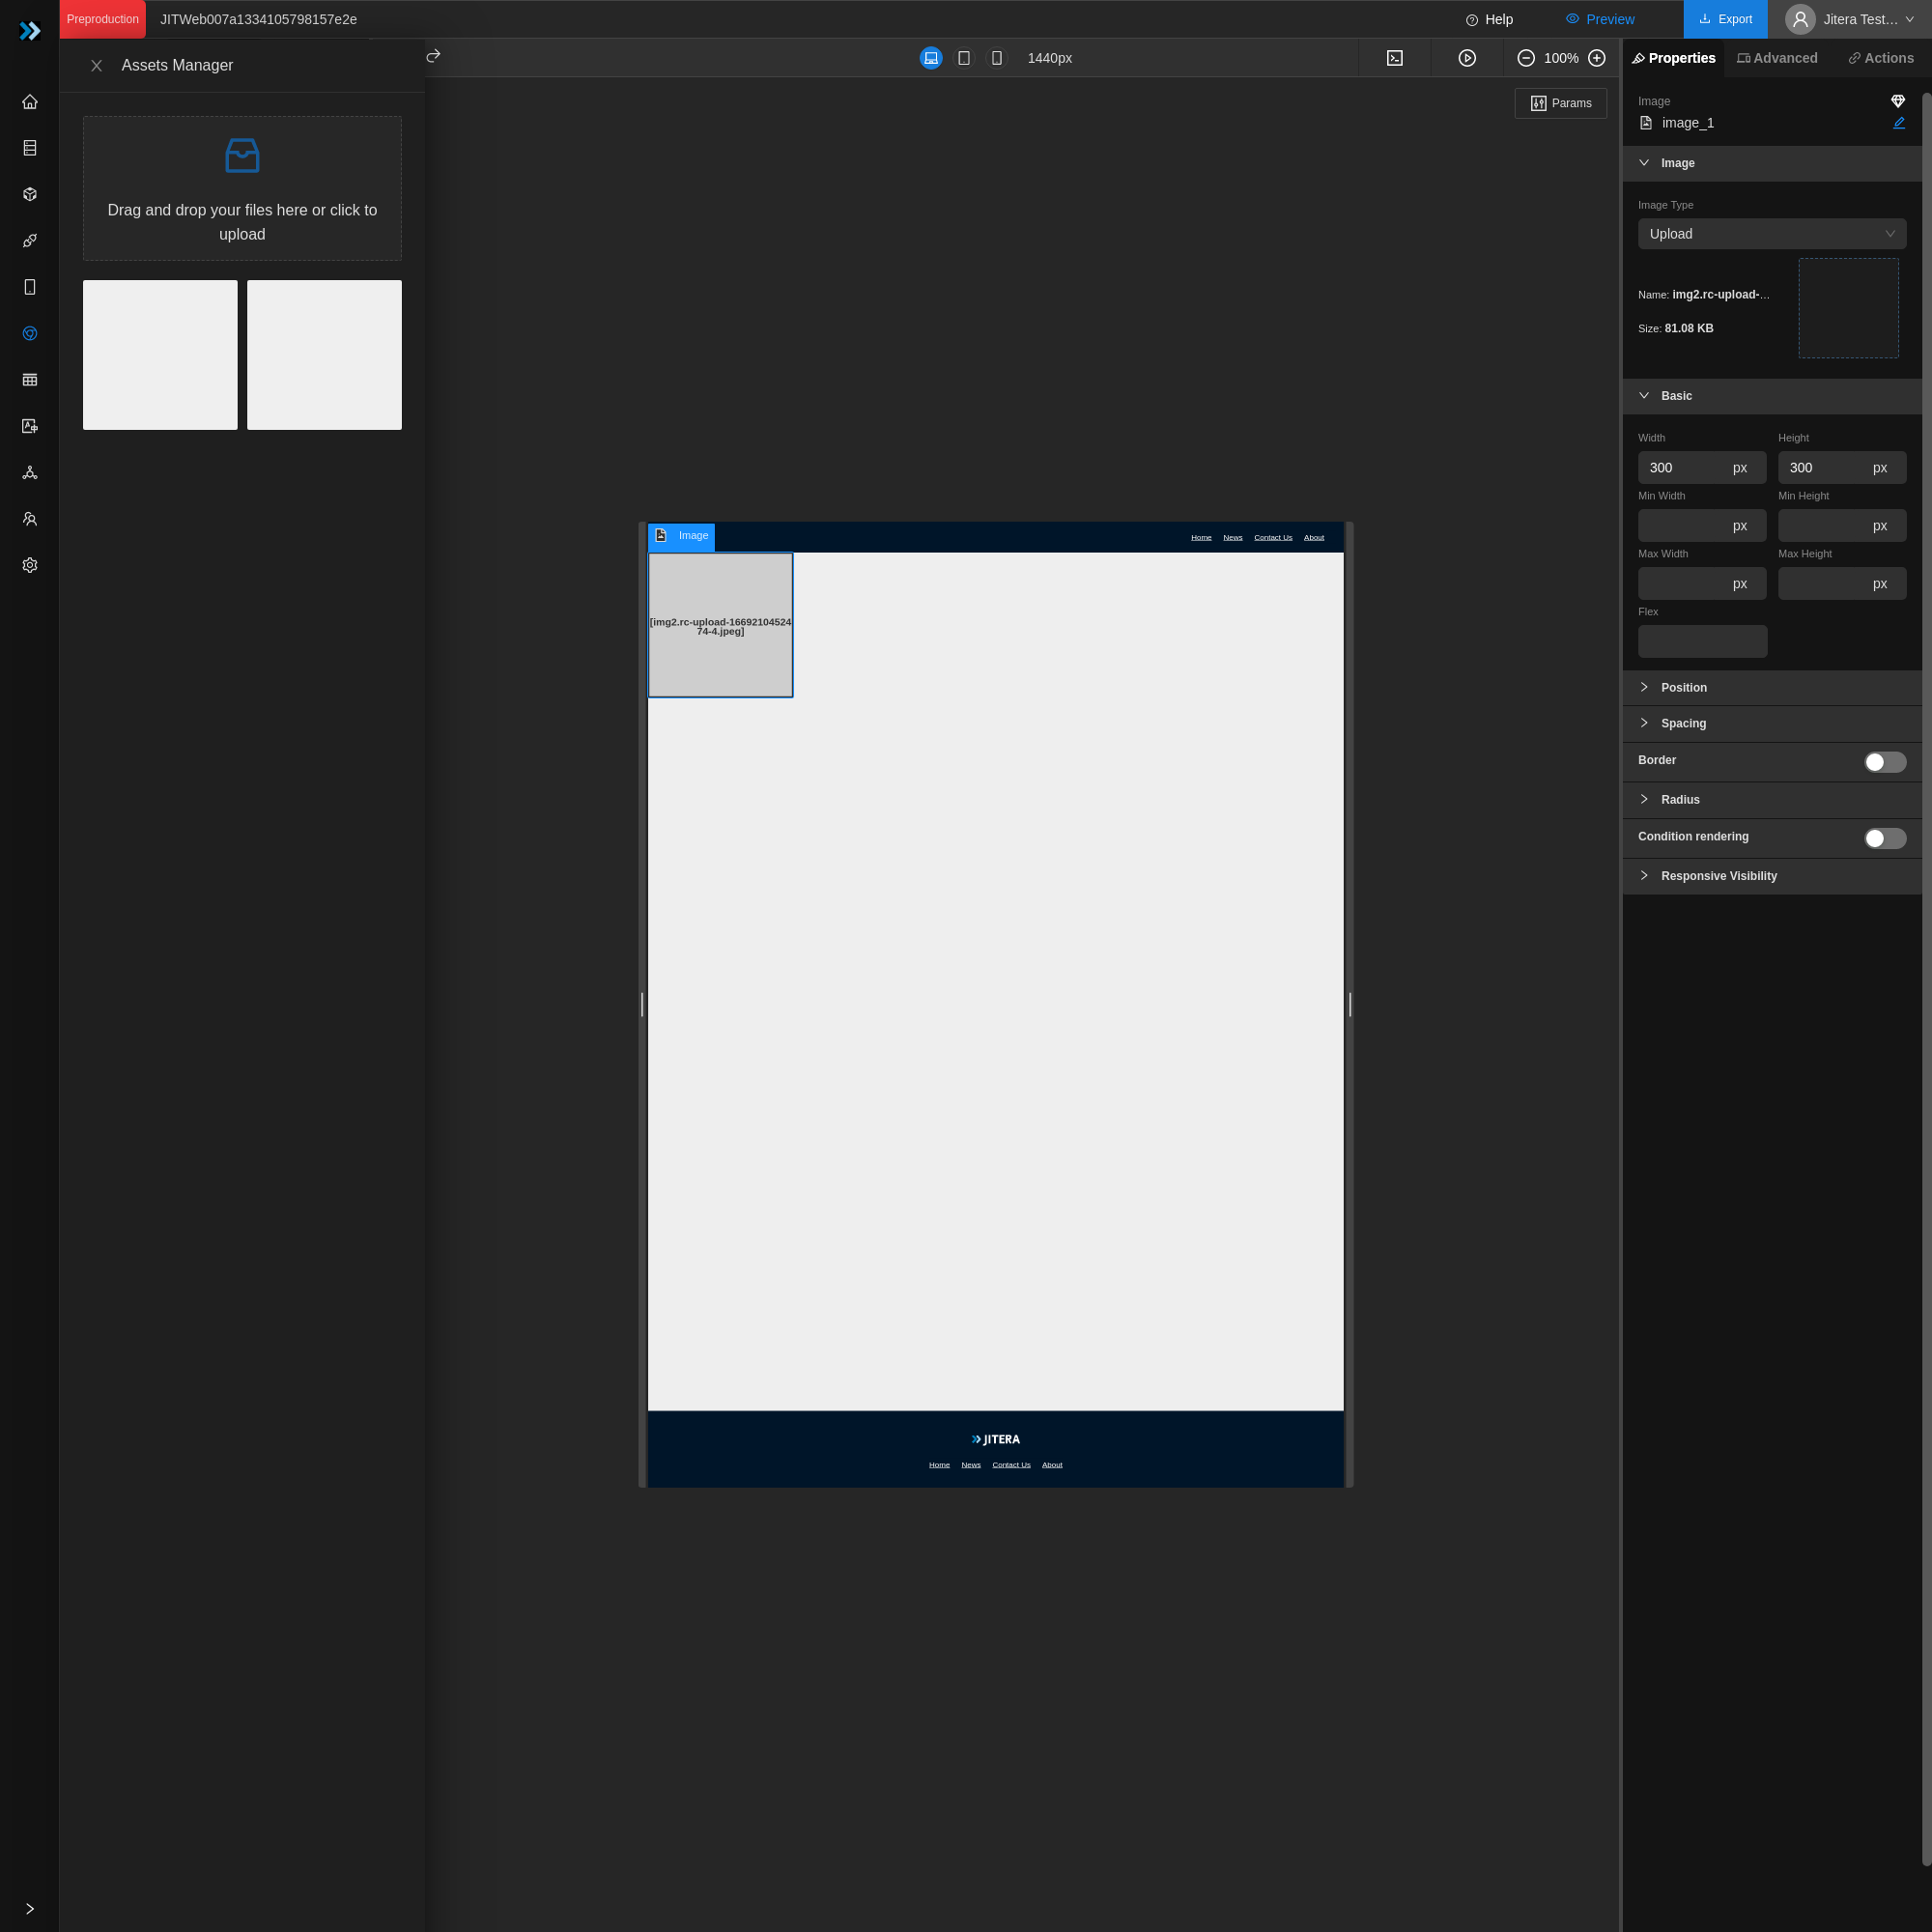 Preproduction
JITWeb007a1334105798157e2e
Help
Preview
Export
Jitera Test…
Assets Manager
1440px
100%
Properties
Advanced
Actions
Params
Drag and drop your files here or click to
upload
Image
image_1
Image
Image Type
Upload
Name: img2.rc-upload-…
Size: 81.08 KB
Basic
Width
Height
300
px
300
px
Min Width
Min Height
px
px
Max Width
Max Height
px
px
Flex
Position
Spacing
Border
Radius
Condition rendering
Responsive Visibility
Image
Home
News
Contact Us
About
[img2.rc-upload-16692104524
74-4.jpeg]
JITERA
Home
News
Contact Us
About